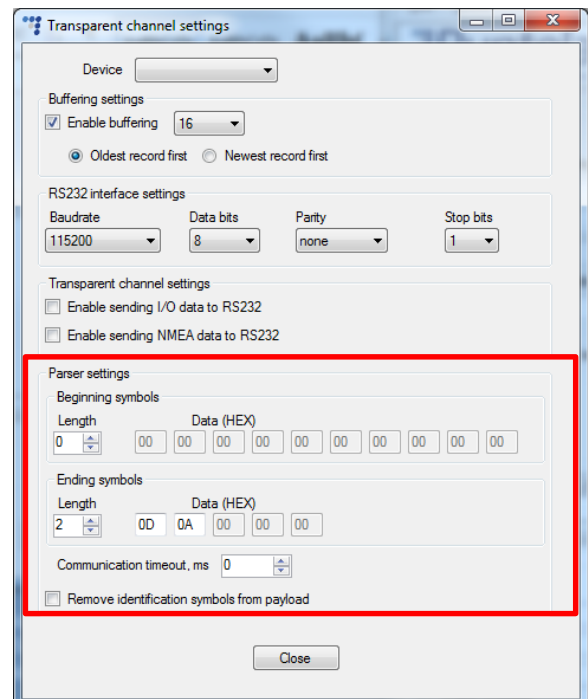 Transparent channel settings
Device
Buffering settings
Enable buffering 16
Oldest record first Newest record first
RS232 interface settings
Baudrate Data bits Parity Stop bits
115200 8 none 1
Transparent channel settings
Enable sending I/O data to RS232
Enable sending NMEA data to RS232
Parser settings
Beginning symbols
Length Data (HEX)
0 00 00 00 00 00 00 00 00 00 00
Ending symbols
Length Data (HEX)
2 0D 0A 00 00 00
Communication timeout, ms 0
Remove identification symbols from payload
Close